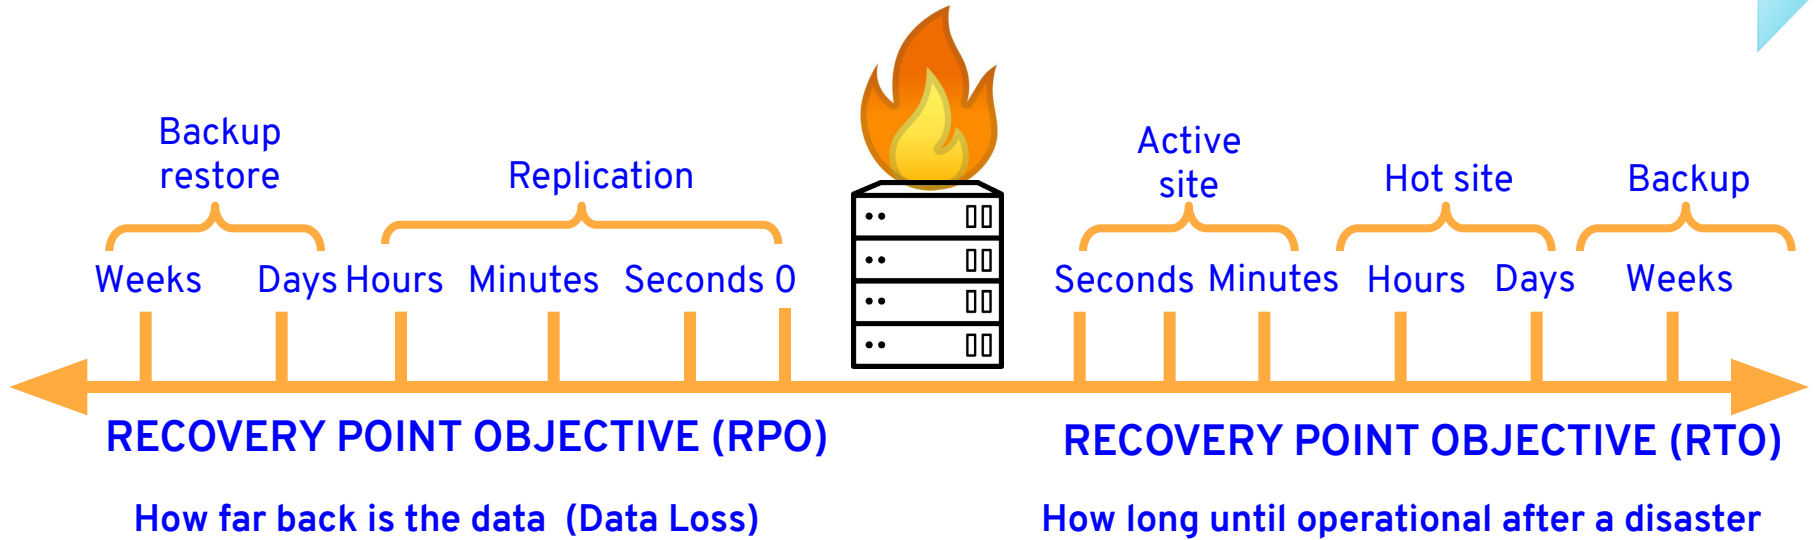 Backup
restore
Replication
Active
site
Hot site
Backup
Weeks Days Hours Minutes Seconds 0
Seconds Minutes Hours Days Weeks
RECOVERY POINT OBJECTIVE (RPO)
RECOVERY POINT OBJECTIVE (RTO)
How far back is the data (Data Loss)
How long until operational after a disaster